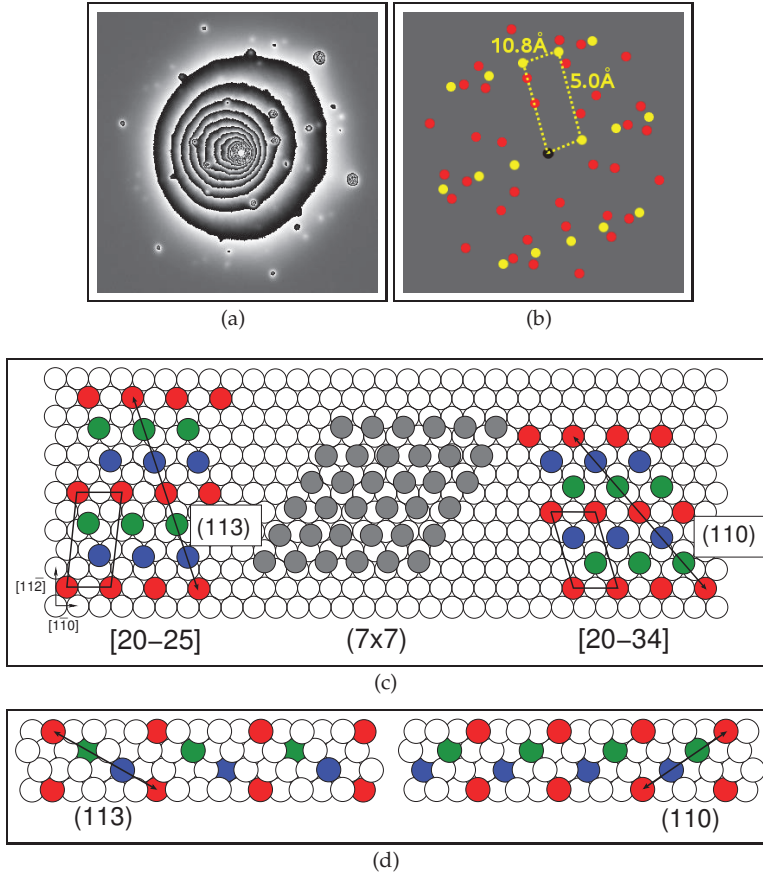 10.8Å
5.0Å
(a)
(b)
(113)
(110)
[112̄]
[11̄0]
[20−25]
(7x7)
[20−34]
(c)
(113)
(110)
(d)